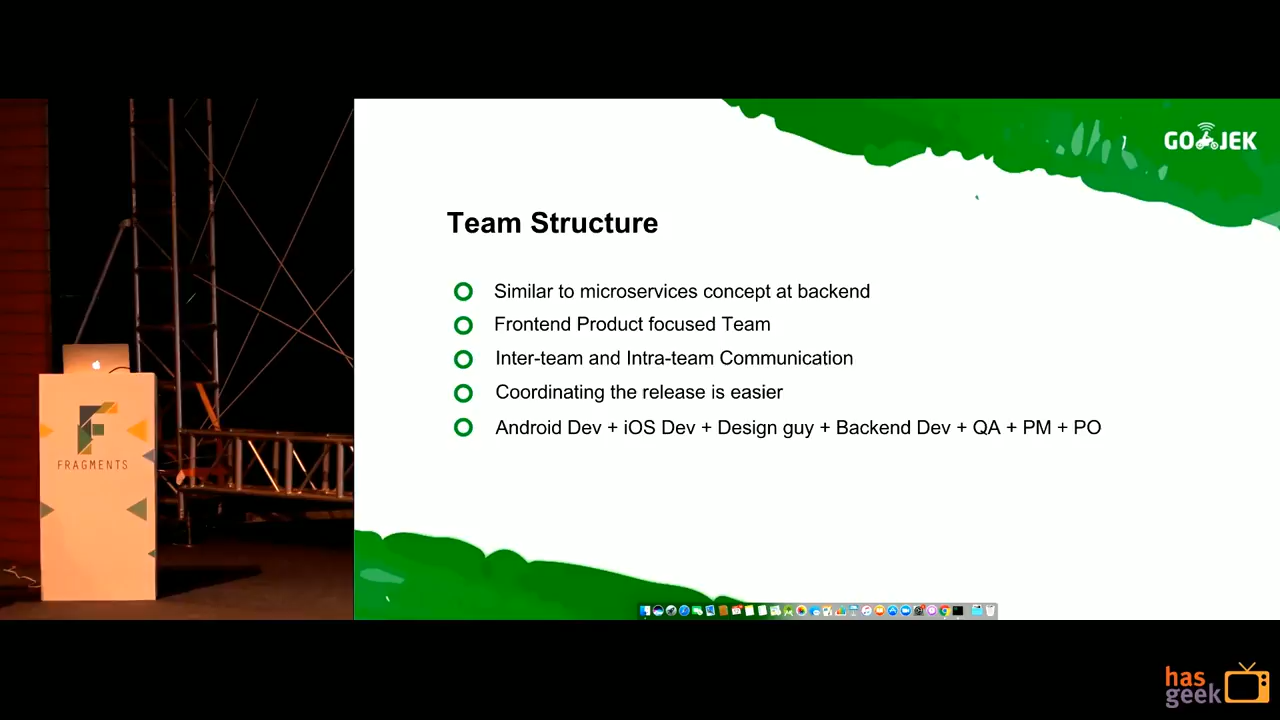 GO JEK
Team Structure
Similar to microservices concept at backend
Frontend Product focused Team
Inter-team and Intra-team Communication
Coordinating the release is easier
Android Dev + iOS Dev + Design guy + Backend Dev + QA + PM + PO
F
FRAGMENTS
has
geek